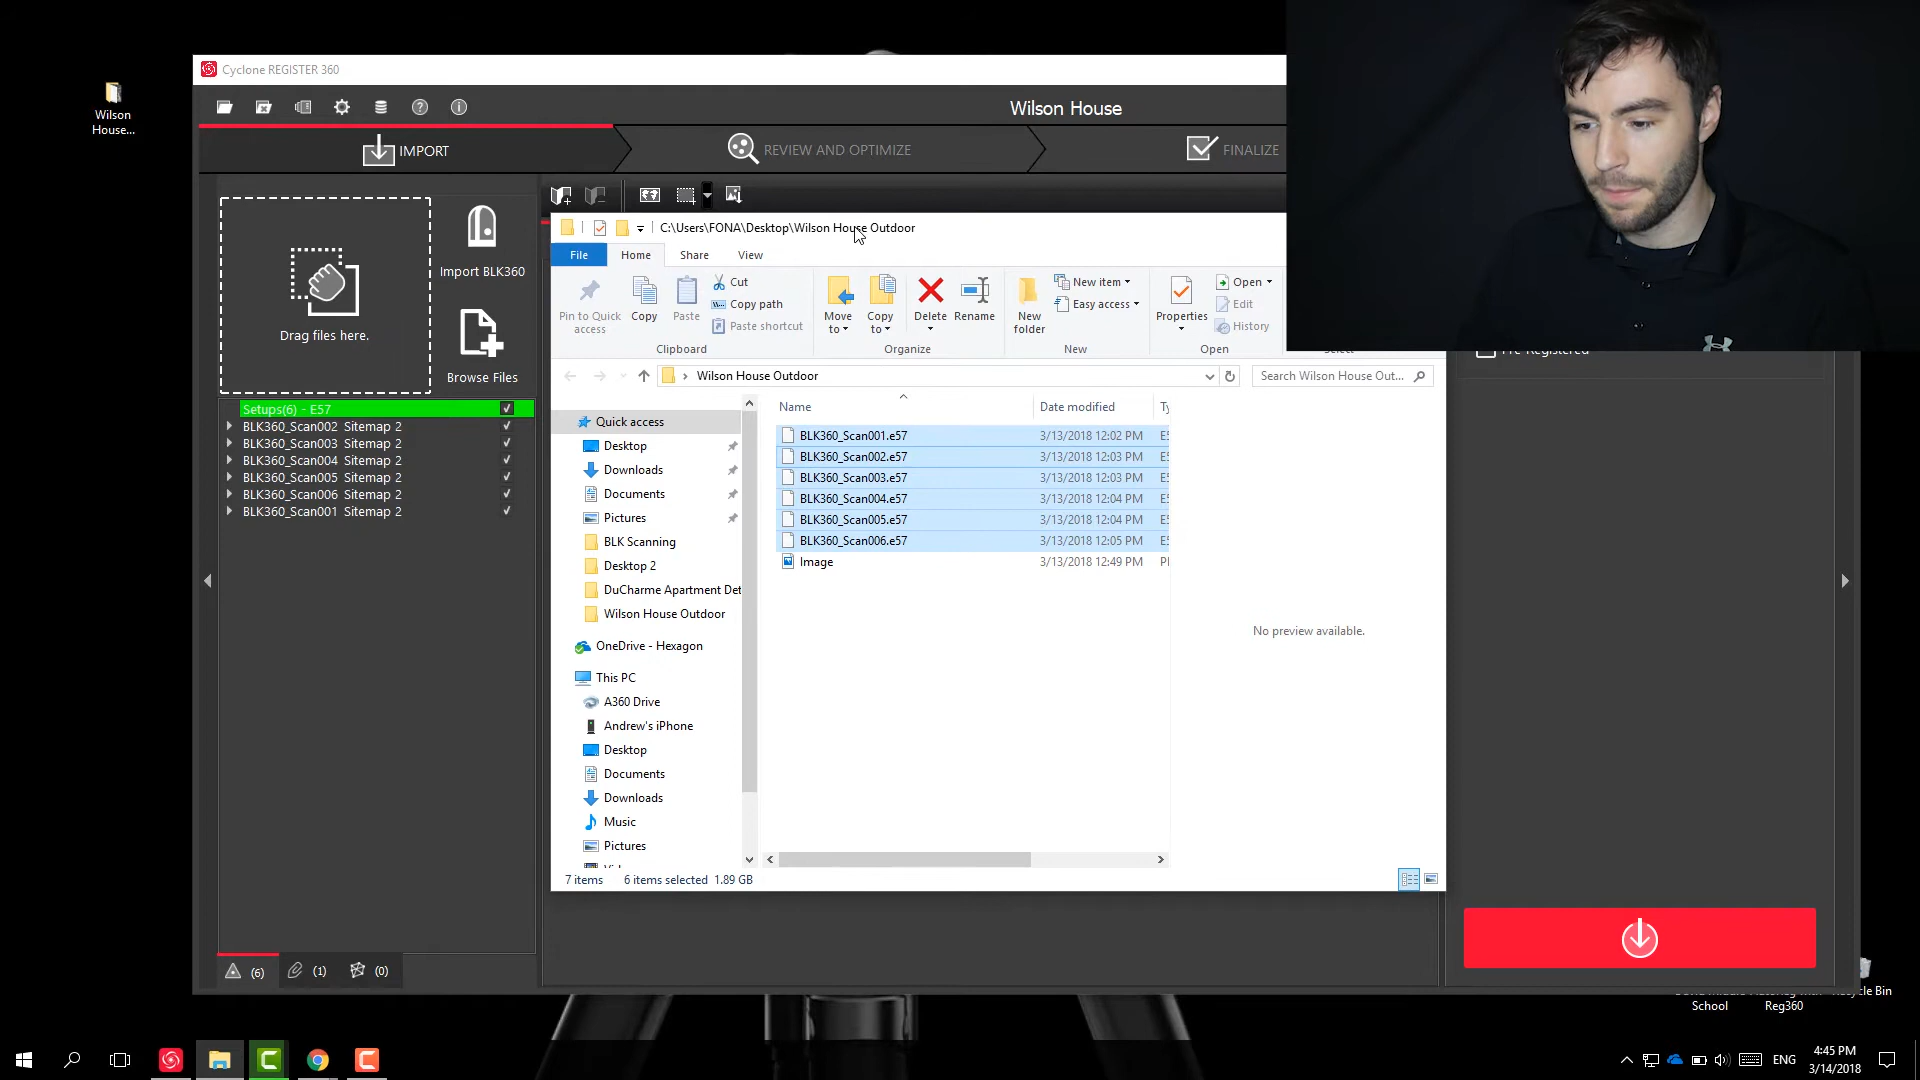 Wilson
House...
Cyclone REGISTER 360
Wilson House
IMPORT
REVIEW AND OPTIMIZE
FINALIZE
Drag files here.
Import BLK360
Browse Files
Setups(6) - E57
BLK360_Scan002 Sitemap 2
BLK360_Scan003 Sitemap 2
BLK360_Scan004 Sitemap 2
BLK360_Scan005 Sitemap 2
BLK360_Scan006 Sitemap 2
BLK360_Scan001 Sitemap 2
(6)
(1)
(0)
C:\Users\FONA\Desktop\Wilson House Outdoor
File Home Share View
Pin to Quick
access
Copy
Paste
Cut
Copy path
Paste shortcut
Clipboard
Move
to
Copy
to
Delete
Rename
Organize
New
folder
New item
Easy access
New
Properties
Open
Edit
History
Open
Wilson House Outdoor
Search Wilson House Out...
Quick access
Desktop
Downloads
Documents
Pictures
BLK Scanning
Desktop 2
DuCharme Apartment Det
Wilson House Outdoor
OneDrive - Hexagon
This PC
A360 Drive
Andrew's iPhone
Desktop
Documents
Downloads
Music
Pictures
Name Date modified Ty
BLK360_Scan001.e57 3/13/2018 12:02 PM
BLK360_Scan002.e57 3/13/2018 12:03 PM
BLK360_Scan003.e57 3/13/2018 12:03 PM
BLK360_Scan004.e57 3/13/2018 12:04 PM
BLK360_Scan005.e57 3/13/2018 12:04 PM
BLK360_Scan006.e57 3/13/2018 12:05 PM
Image 3/13/2018 12:49 PM
No preview available.
7 items 6 items selected 1.89 GB
School
Reg360
Bin
ENG
4:45 PM
3/14/2018